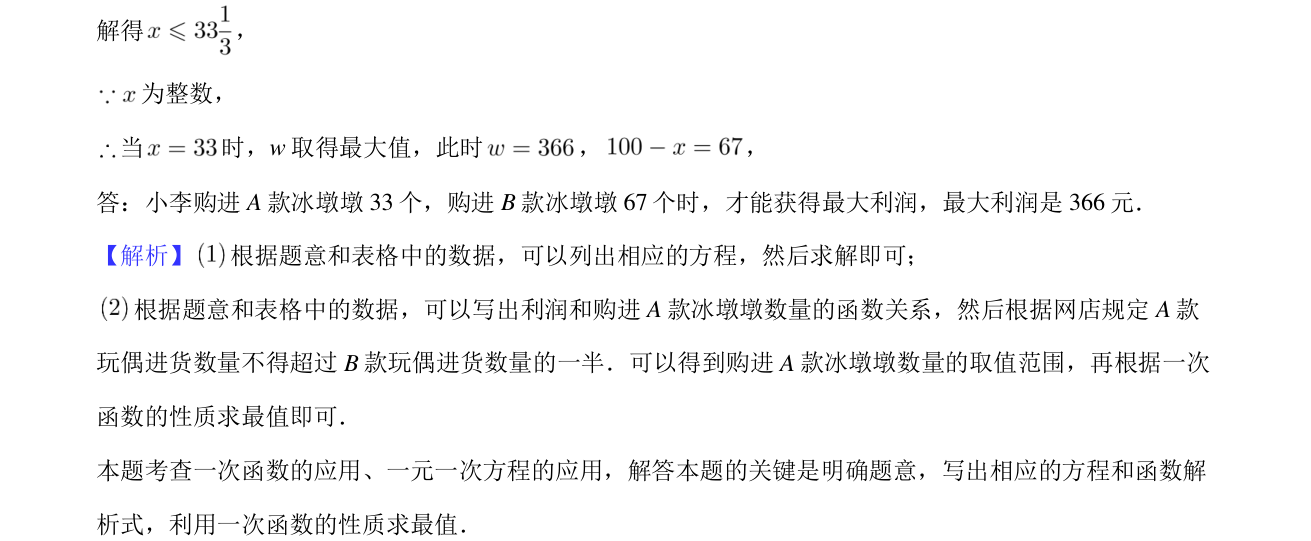 解得 x ⩽ 33 1/3，
∵ x 为整数，
∴当 x = 33 时，w 取得最大值，此时 w = 366，100 − x = 67，
答：小李购进 A 款冰墩墩 33 个，购进 B 款冰墩墩 67 个时，才能获得最大利润，最大利润是 366 元．
【解析】(1)根据题意和表格中的数据，可以列出相应的方程，然后求解即可；
(2)根据题意和表格中的数据，可以写出利润和购进 A 款冰墩墩数量的函数关系，然后根据网店规定 A 款
玩偶进货数量不得超过 B 款玩偶进货数量的一半．可以得到购进 A 款冰墩墩数量的取值范围，再根据一次
函数的性质求最值即可．
本题考查一次函数的应用、一元一次方程的应用，解答本题的关键是明确题意，写出相应的方程和函数解
析式，利用一次函数的性质求最值．